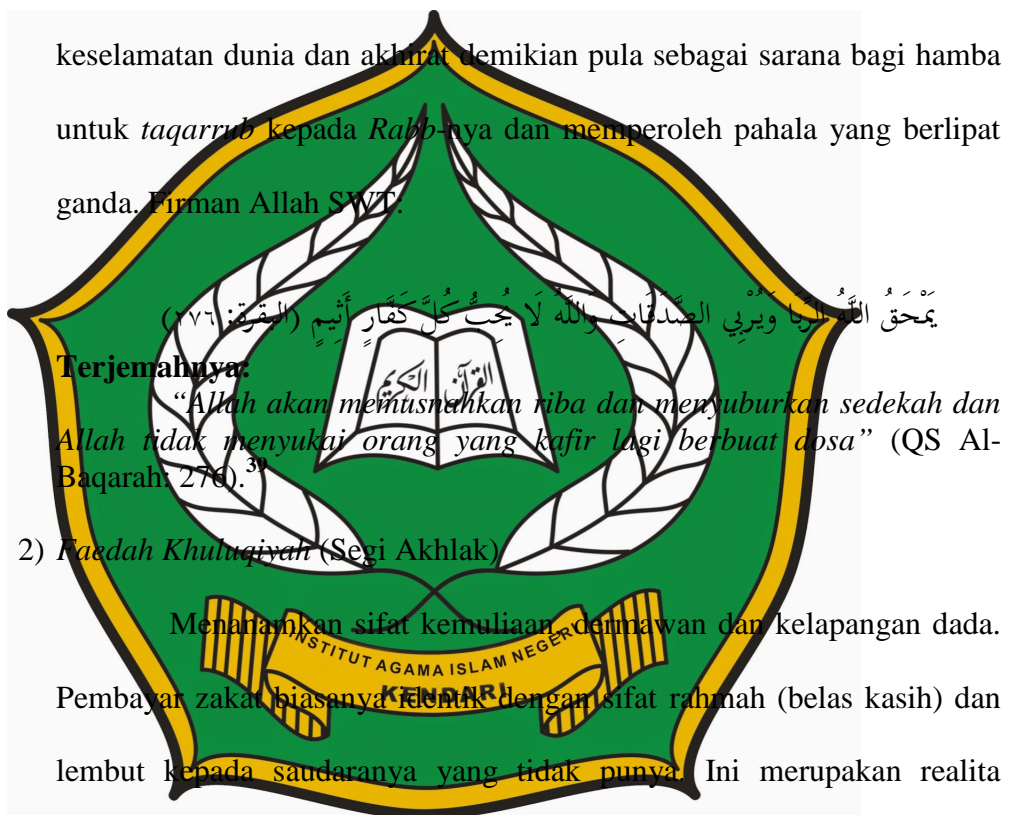 keselamatan dunia dan akhirat demikian pula sebagai sarana bagi hamba
untuk taqarrub kepada Rabb-nya dan memperoleh pahala yang berlipat
ganda. Firman Allah SWT:
يَمْحَقُ اللَّهُ الرِّبَا وَيُرْبِي الصَّدَقَاتِ وَاللَّهُ لَا يُحِبُّ كُلَّ كَفَّارٍ أَثِيمٍ (البقرة: ٢٧٦)
Terjemahnya:
القرآن الكريم
“Allah akan memusnahkan riba dan menyuburkan sedekah dan
Allah tidak menyukai orang yang kafir lagi berbuat dosa” (QS Al-
Baqarah: 276).39
2) Faedah Khuluqiyah (Segi Akhlak)
Menanamkan sifat kemuliaan, dermawan dan kelapangan dada.
INSTITUT AGAMA ISLAM NEGERI
KENDARI
Pembayar zakat biasanya identik dengan sifat rahmah (belas kasih) dan
lembut kepada saudaranya yang tidak punya. Ini merupakan realita